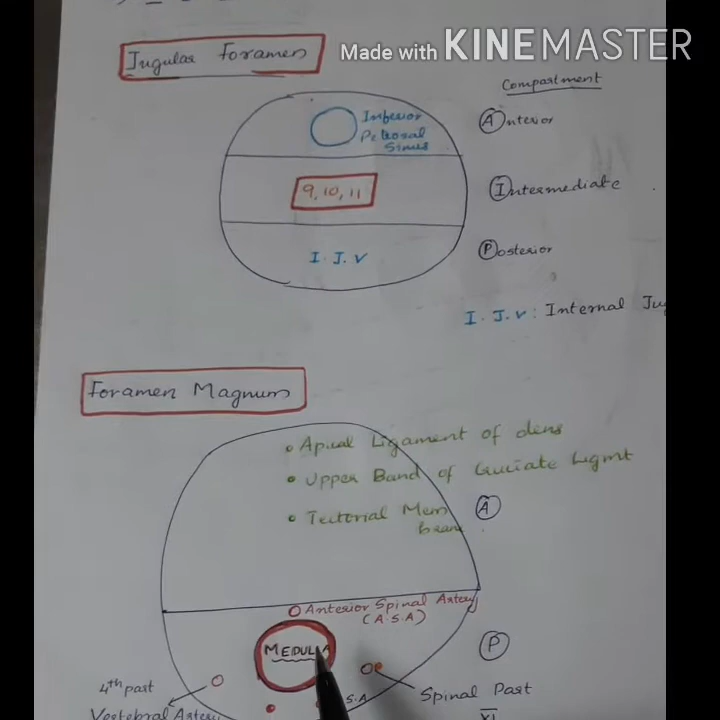 Made with KINEMASTER
Jugular Foramen
Compartment
Inferior
Petrosal
Sinus
Anterior
9, 10, 11
Intermediate
I. J. V
Posterior
I. J. V : Internal
Foramen Magnum
• Apical Ligament of dens
• Upper Band of Cruciate Ligmt
• Tectorial Mem
brane
A
Anterior Spinal Artery
(A.S.A)
MEDULLA
P
4th part
Vertebral Artery
S.A
Spinal Part
XI